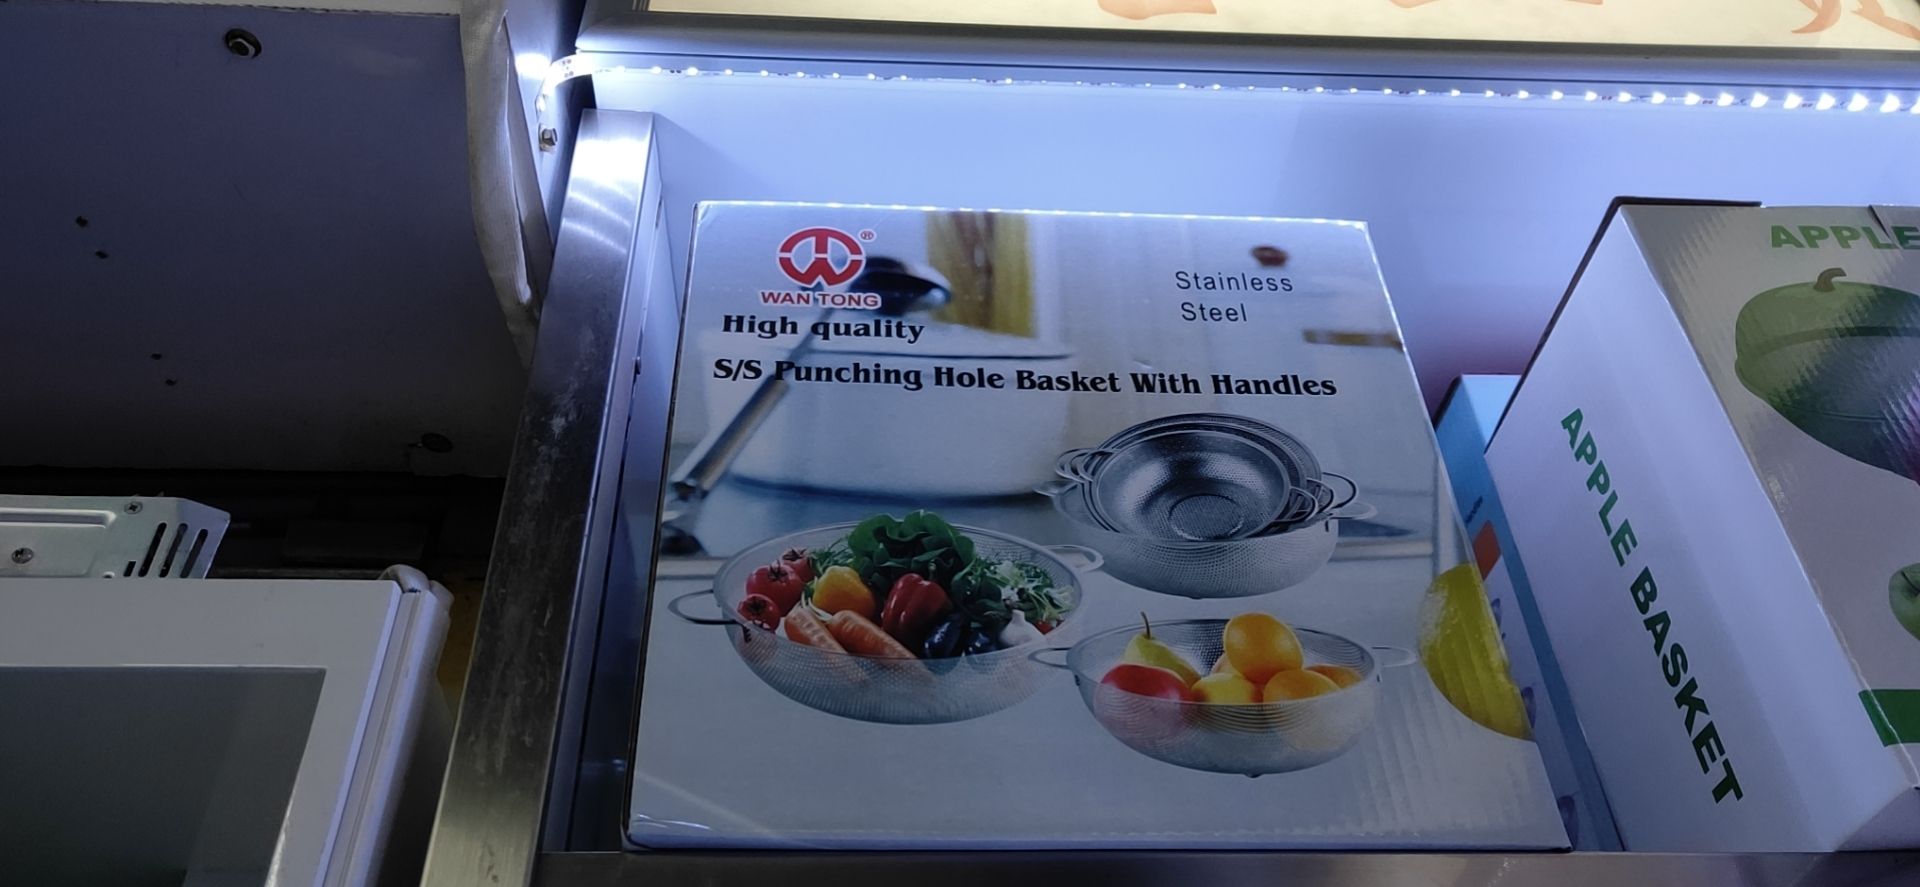 WAN TONG
®
High quality
S/S Punching Hole Basket With Handles
Stainless
Steel
APPLE
APPLE BASKET